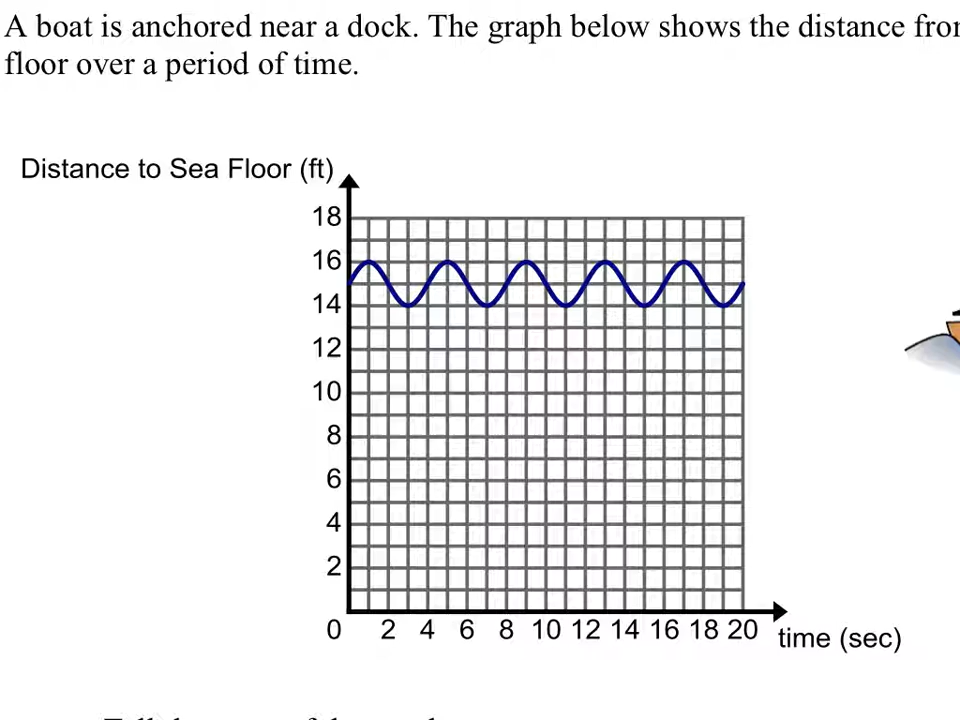 A boat is anchored near a dock. The graph below shows the distance
floor over a period of time.
Distance to Sea Floor (ft)
18
16
14
12
10
8
6
4
2
0 2 4 6 8 10 12 14 16 18 20
time (sec)